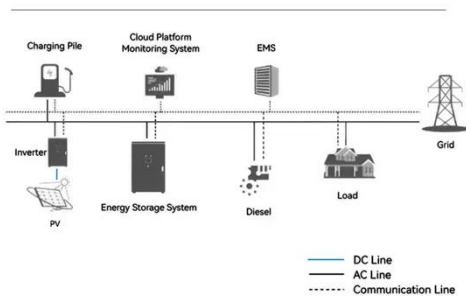 Charging Pile
Cloud Platform
Monitoring System
EMS
Grid
Inverter
PV
Energy Storage System
Diesel
Load
DC Line
AC Line
Communication Line